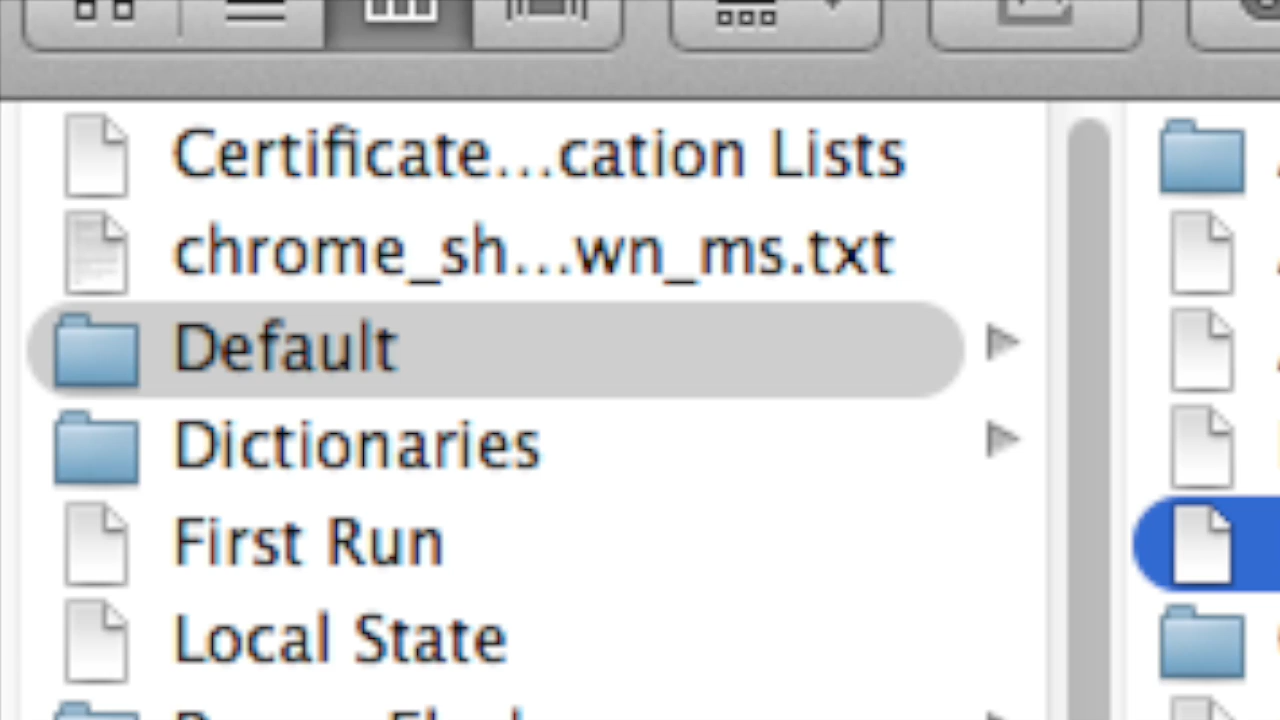 Certificate...cation Lists
chrome_sh...wn_ms.txt
Default
Dictionaries
First Run
Local State